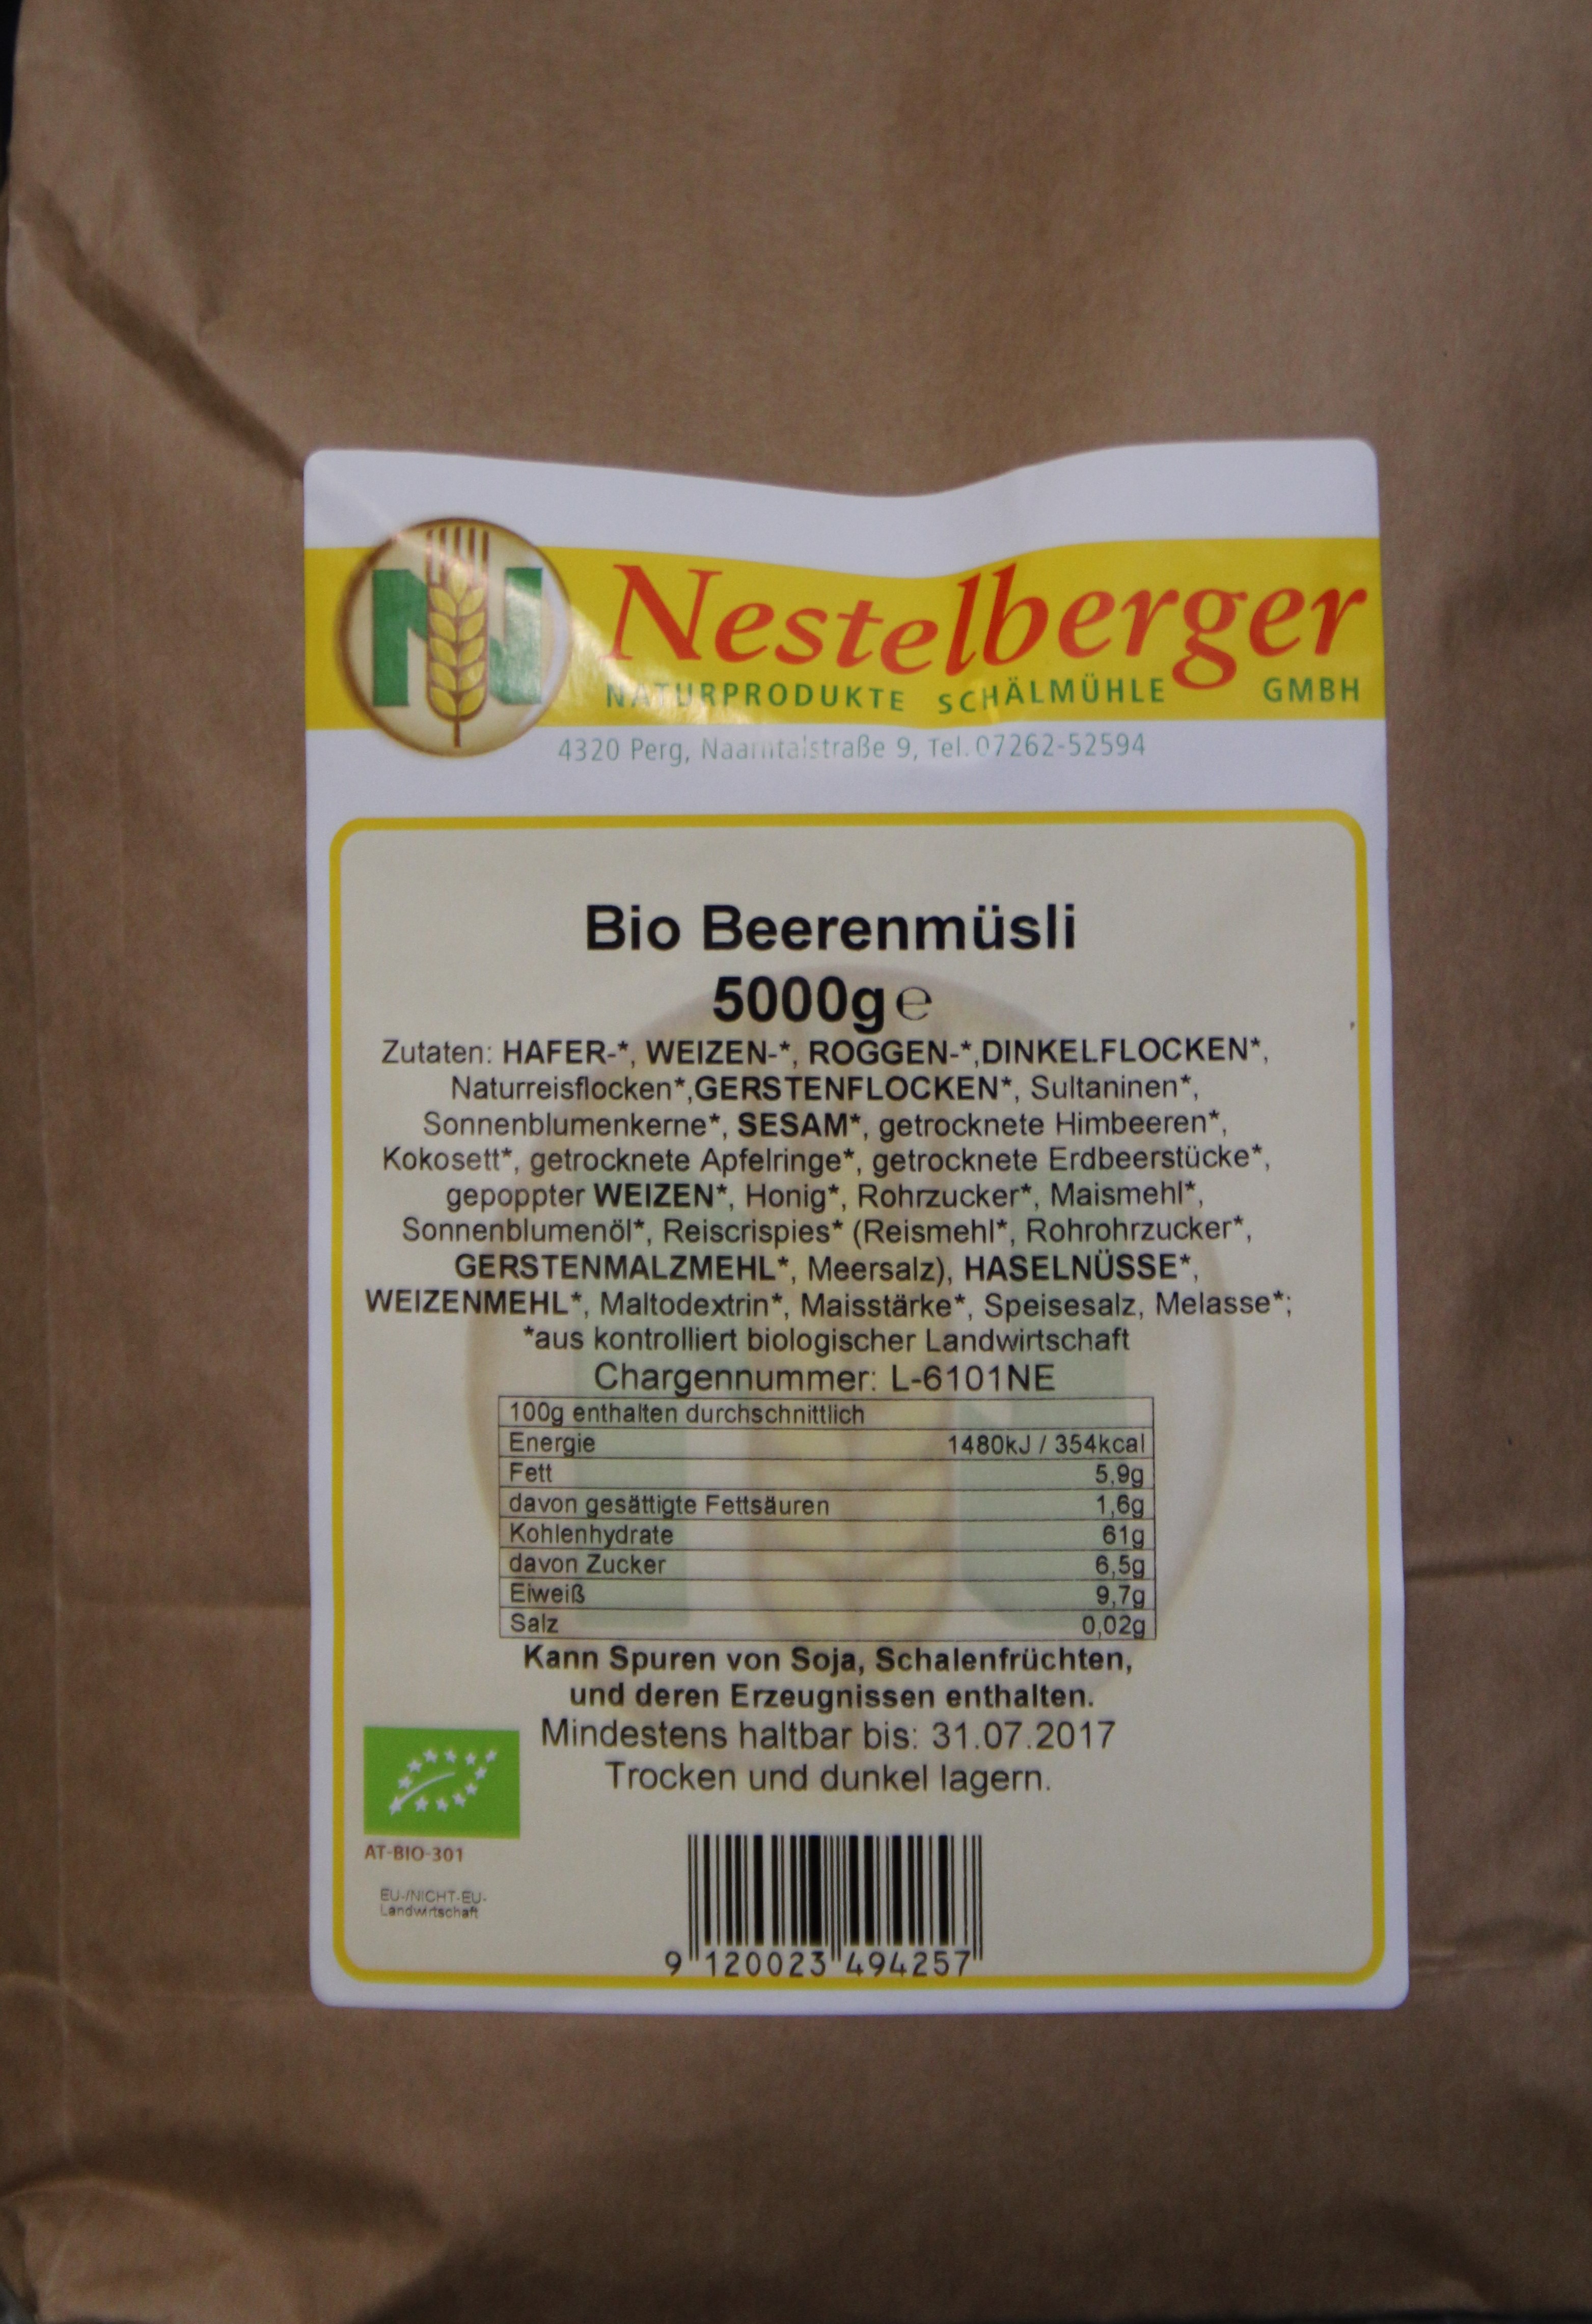 N
Nestelberger
NATURPRODUKTE SCHÄLMÜHLE GMBH
4320 Perg, Naarntalstraße 9, Tel. 07262-52594
Bio Beerenmüsli
5000g ℮
Zutaten: HAFER-*, WEIZEN-*, ROGGEN-*,DINKELFLOCKEN*,
Naturreisflocken*,GERSTENFLOCKEN*, Sultaninen*,
Sonnenblumenkerne*, SESAM*, getrocknete Himbeeren*,
Kokosett*, getrocknete Apfelringe*, getrocknete Erdbeerstücke*,
gepoppter WEIZEN*, Honig*, Rohrzucker*, Maismehl*,
Sonnenblumenöl*, Reiscrispies* (Reismehl*, Rohrohrzucker*,
GERSTENMALZMEHL*, Meersalz), HASELNÜSSE*,
WEIZENMEHL*, Maltodextrin*, Maisstärke*, Speisesalz, Melasse*;
*aus kontrolliert biologischer Landwirtschaft
Chargennummer: L-6101NE
100g enthalten durchschnittlich
Energie 1480kJ / 354kcal
Fett 5,9g
davon gesättigte Fettsäuren 1,6g
Kohlenhydrate 61g
davon Zucker 6,5g
Eiweiß 9,7g
Salz 0,02g
Kann Spuren von Soja, Schalenfrüchten,
und deren Erzeugnissen enthalten.
Mindestens haltbar bis: 31.07.2017
Trocken und dunkel lagern.
AT-BIO-301
EU-/NICHT-EU-
Landwirtschaft
9 120023 494257